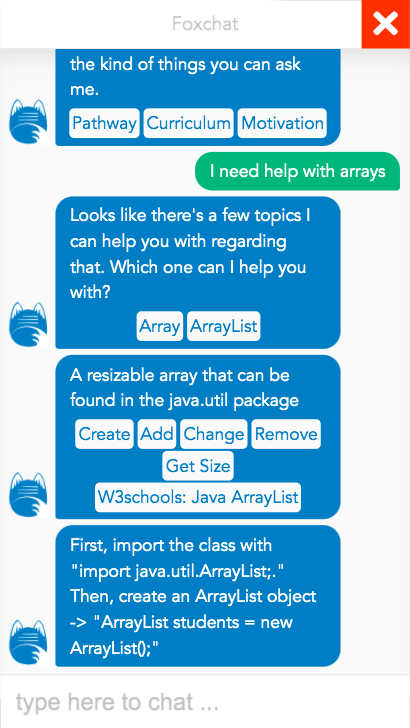 Foxchat
the kind of things you can ask
me.
Pathway Curriculum Motivation
I need help with arrays
Looks like there's a few topics I
can help you with regarding
that. Which one can I help you
with?
Array ArrayList
A resizable array that can be
found in the java.util package
Create Add Change Remove
Get Size
W3schools: Java ArrayList
First, import the class with
"import java.util.ArrayList;."
Then, create an ArrayList object
-> "ArrayList students = new
ArrayList();"
type here to chat ...